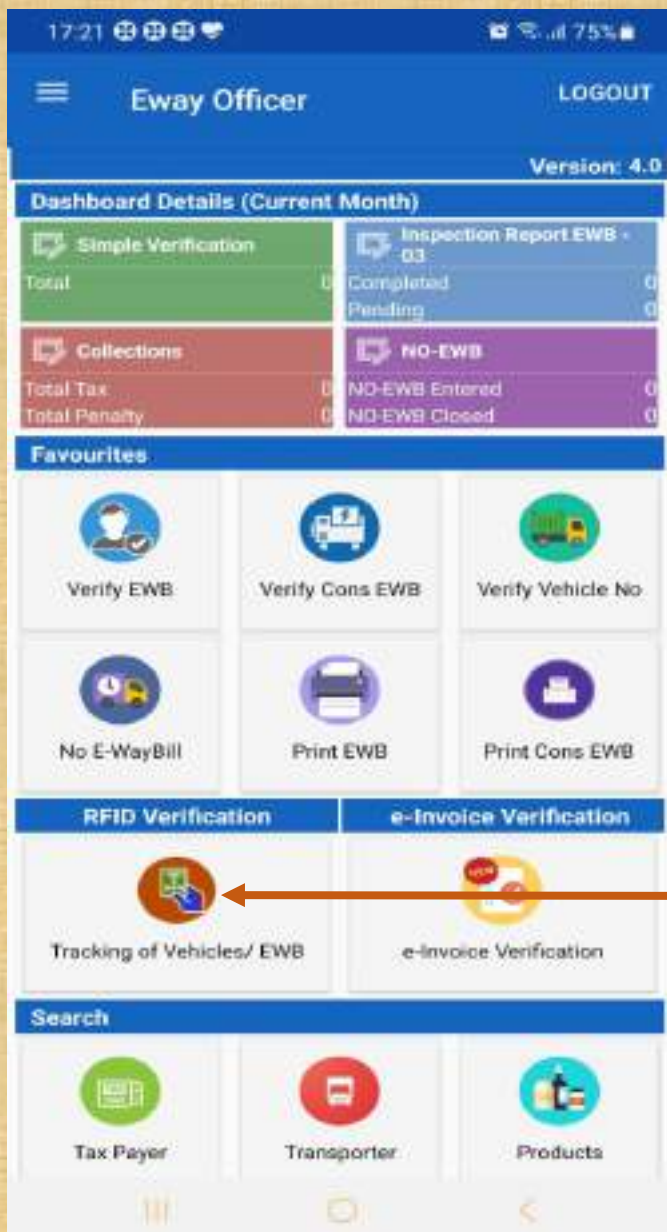 17:21 75%
Eway Officer LOGOUT
Version: 4.0
Dashboard Details (Current Month)
Simple Verification
Total 0
Inspection Report EWB -
03
Completed 0
Pending 0
Collections
Total Tax 0
Total Penalty 0
NO-EWB
NO-EWB Entered 0
NO-EWB Closed 0
Favourites
Verify EWB Verify Cons EWB Verify Vehicle No
No E-WayBill Print EWB Print Cons EWB
RFID Verification e-Invoice Verification
NEW
Tracking of Vehicles/ EWB e-Invoice Verification
Search
Tax Payer Transporter Products